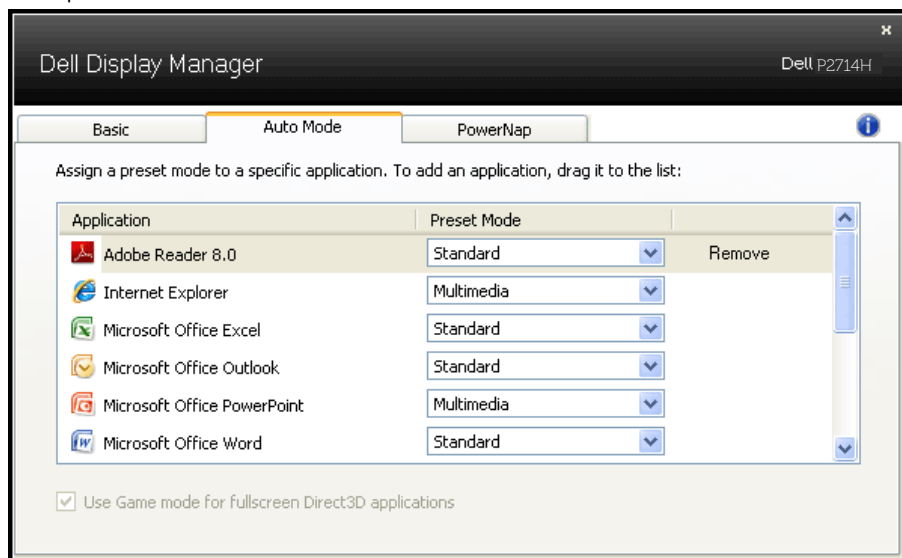 Dell Display Manager
Dell P2714H
Basic Auto Mode PowerNap
Assign a preset mode to a specific application. To add an application, drag it to the list:
Application Preset Mode
Adobe Reader 8.0 Standard Remove
Internet Explorer Multimedia
Microsoft Office Excel Standard
Microsoft Office Outlook Standard
Microsoft Office PowerPoint Multimedia
Microsoft Office Word Standard
Use Game mode for fullscreen Direct3D applications